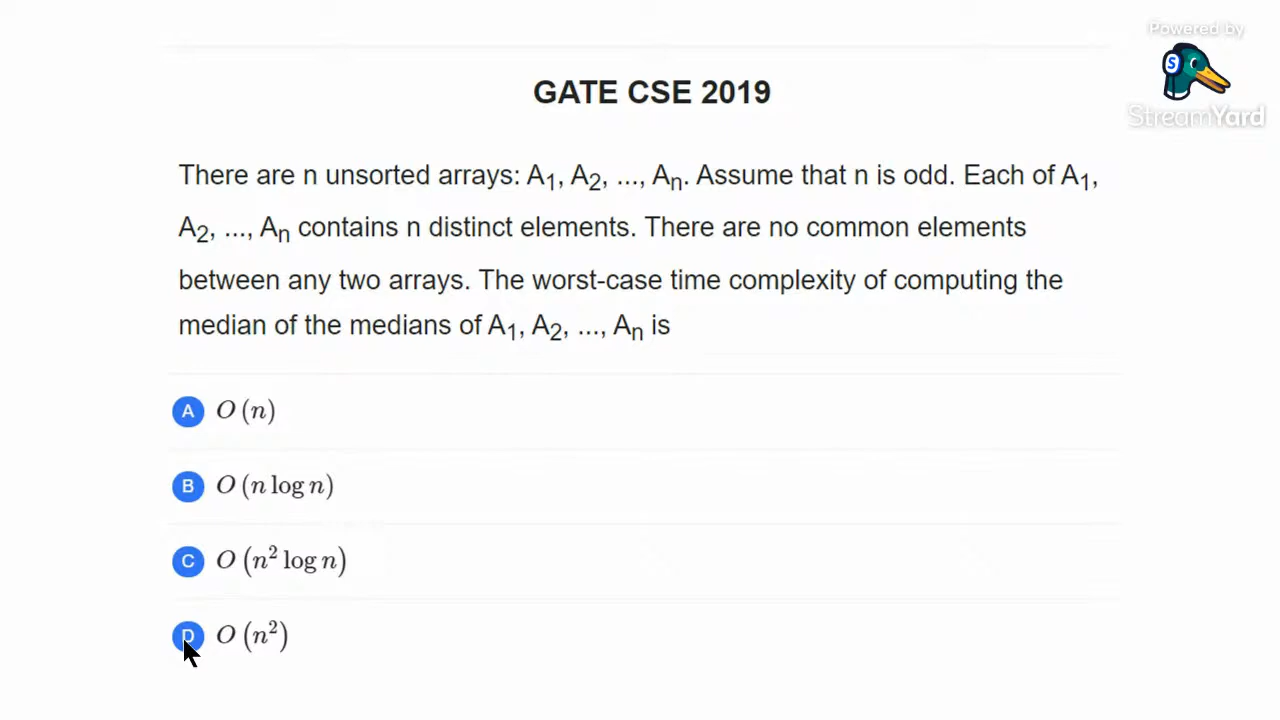 Powered by
S
StreamYard
GATE CSE 2019
There are n unsorted arrays: A₁, A₂, ..., Aₙ. Assume that n is odd. Each of A₁,
A₂, ..., Aₙ contains n distinct elements. There are no common elements
between any two arrays. The worst-case time complexity of computing the
median of the medians of A₁, A₂, ..., Aₙ is
A O (n)
B O (n log n)
C O (n² log n)
D O (n²)